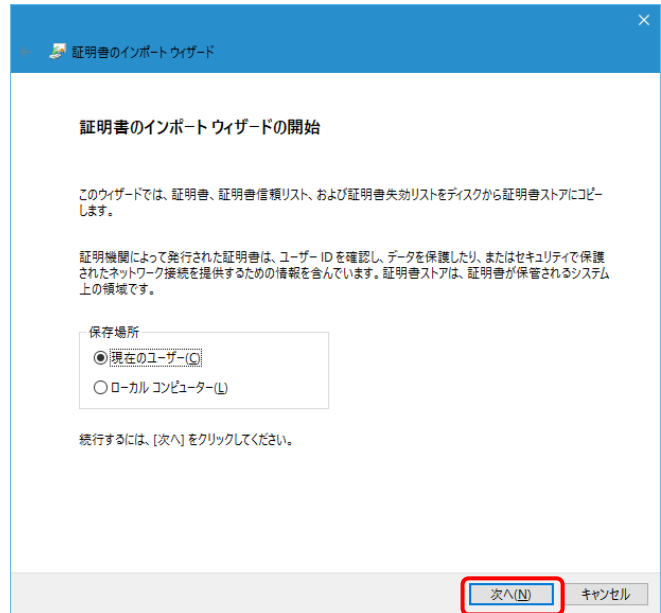 証明書のインポート ウィザード
証明書のインポート ウィザードの開始
このウィザードでは、証明書、証明書信頼リスト、および証明書失効リストをディスクから証明書ストアにコピー
します。
証明機関によって発行された証明書は、ユーザー ID を確認し、データを保護したり、またはセキュリティで保護
されたネットワーク接続を提供するための情報を含んでいます。証明書ストアは、証明書が保管されるシステム
上の領域です。
保存場所
現在のユーザー(C)
ローカル コンピューター(L)
続行するには、[次へ] をクリックしてください。
次へ(N)
キャンセル